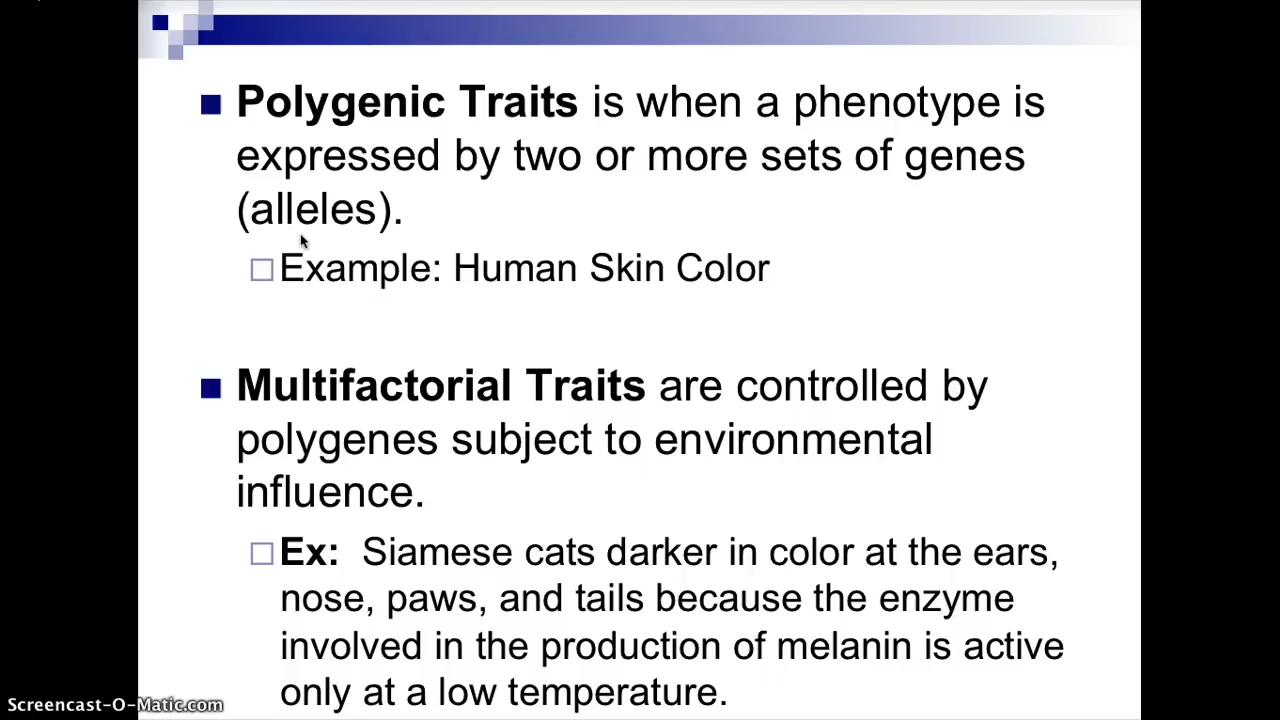 Polygenic Traits is when a phenotype is
expressed by two or more sets of genes
(alleles).
Example: Human Skin Color
Multifactorial Traits are controlled by
polygenes subject to environmental
influence.
Ex: Siamese cats darker in color at the ears,
nose, paws, and tails because the enzyme
involved in the production of melanin is active
only at a low temperature.
Screencast-O-Matic.com